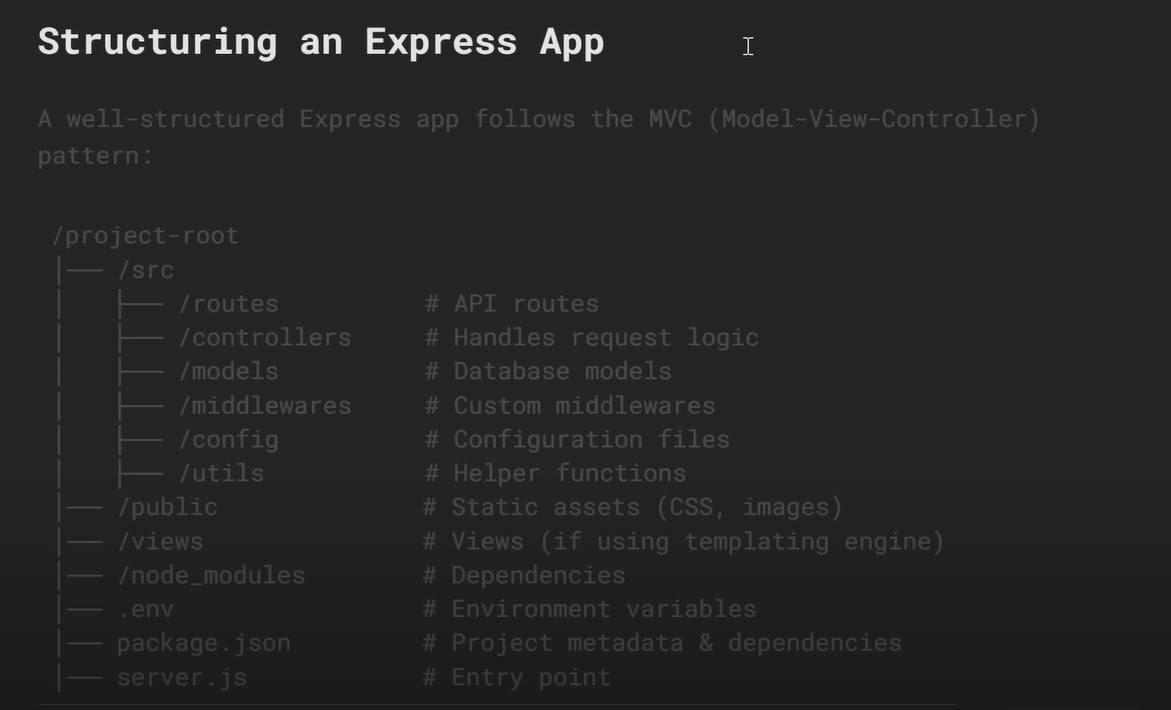 Structuring an Express App
A well-structured Express app follows the MVC (Model-View-Controller)
pattern:
/project-root
│── /src
│   ├── /routes          # API routes
│   ├── /controllers     # Handles request logic
│   ├── /models          # Database models
│   ├── /middlewares     # Custom middlewares
│   ├── /config          # Configuration files
│   ├── /utils           # Helper functions
│── /public              # Static assets (CSS, images)
│── /views               # Views (if using templating engine)
│── /node_modules        # Dependencies
│── .env                 # Environment variables
│── package.json         # Project metadata & dependencies
│── server.js            # Entry point